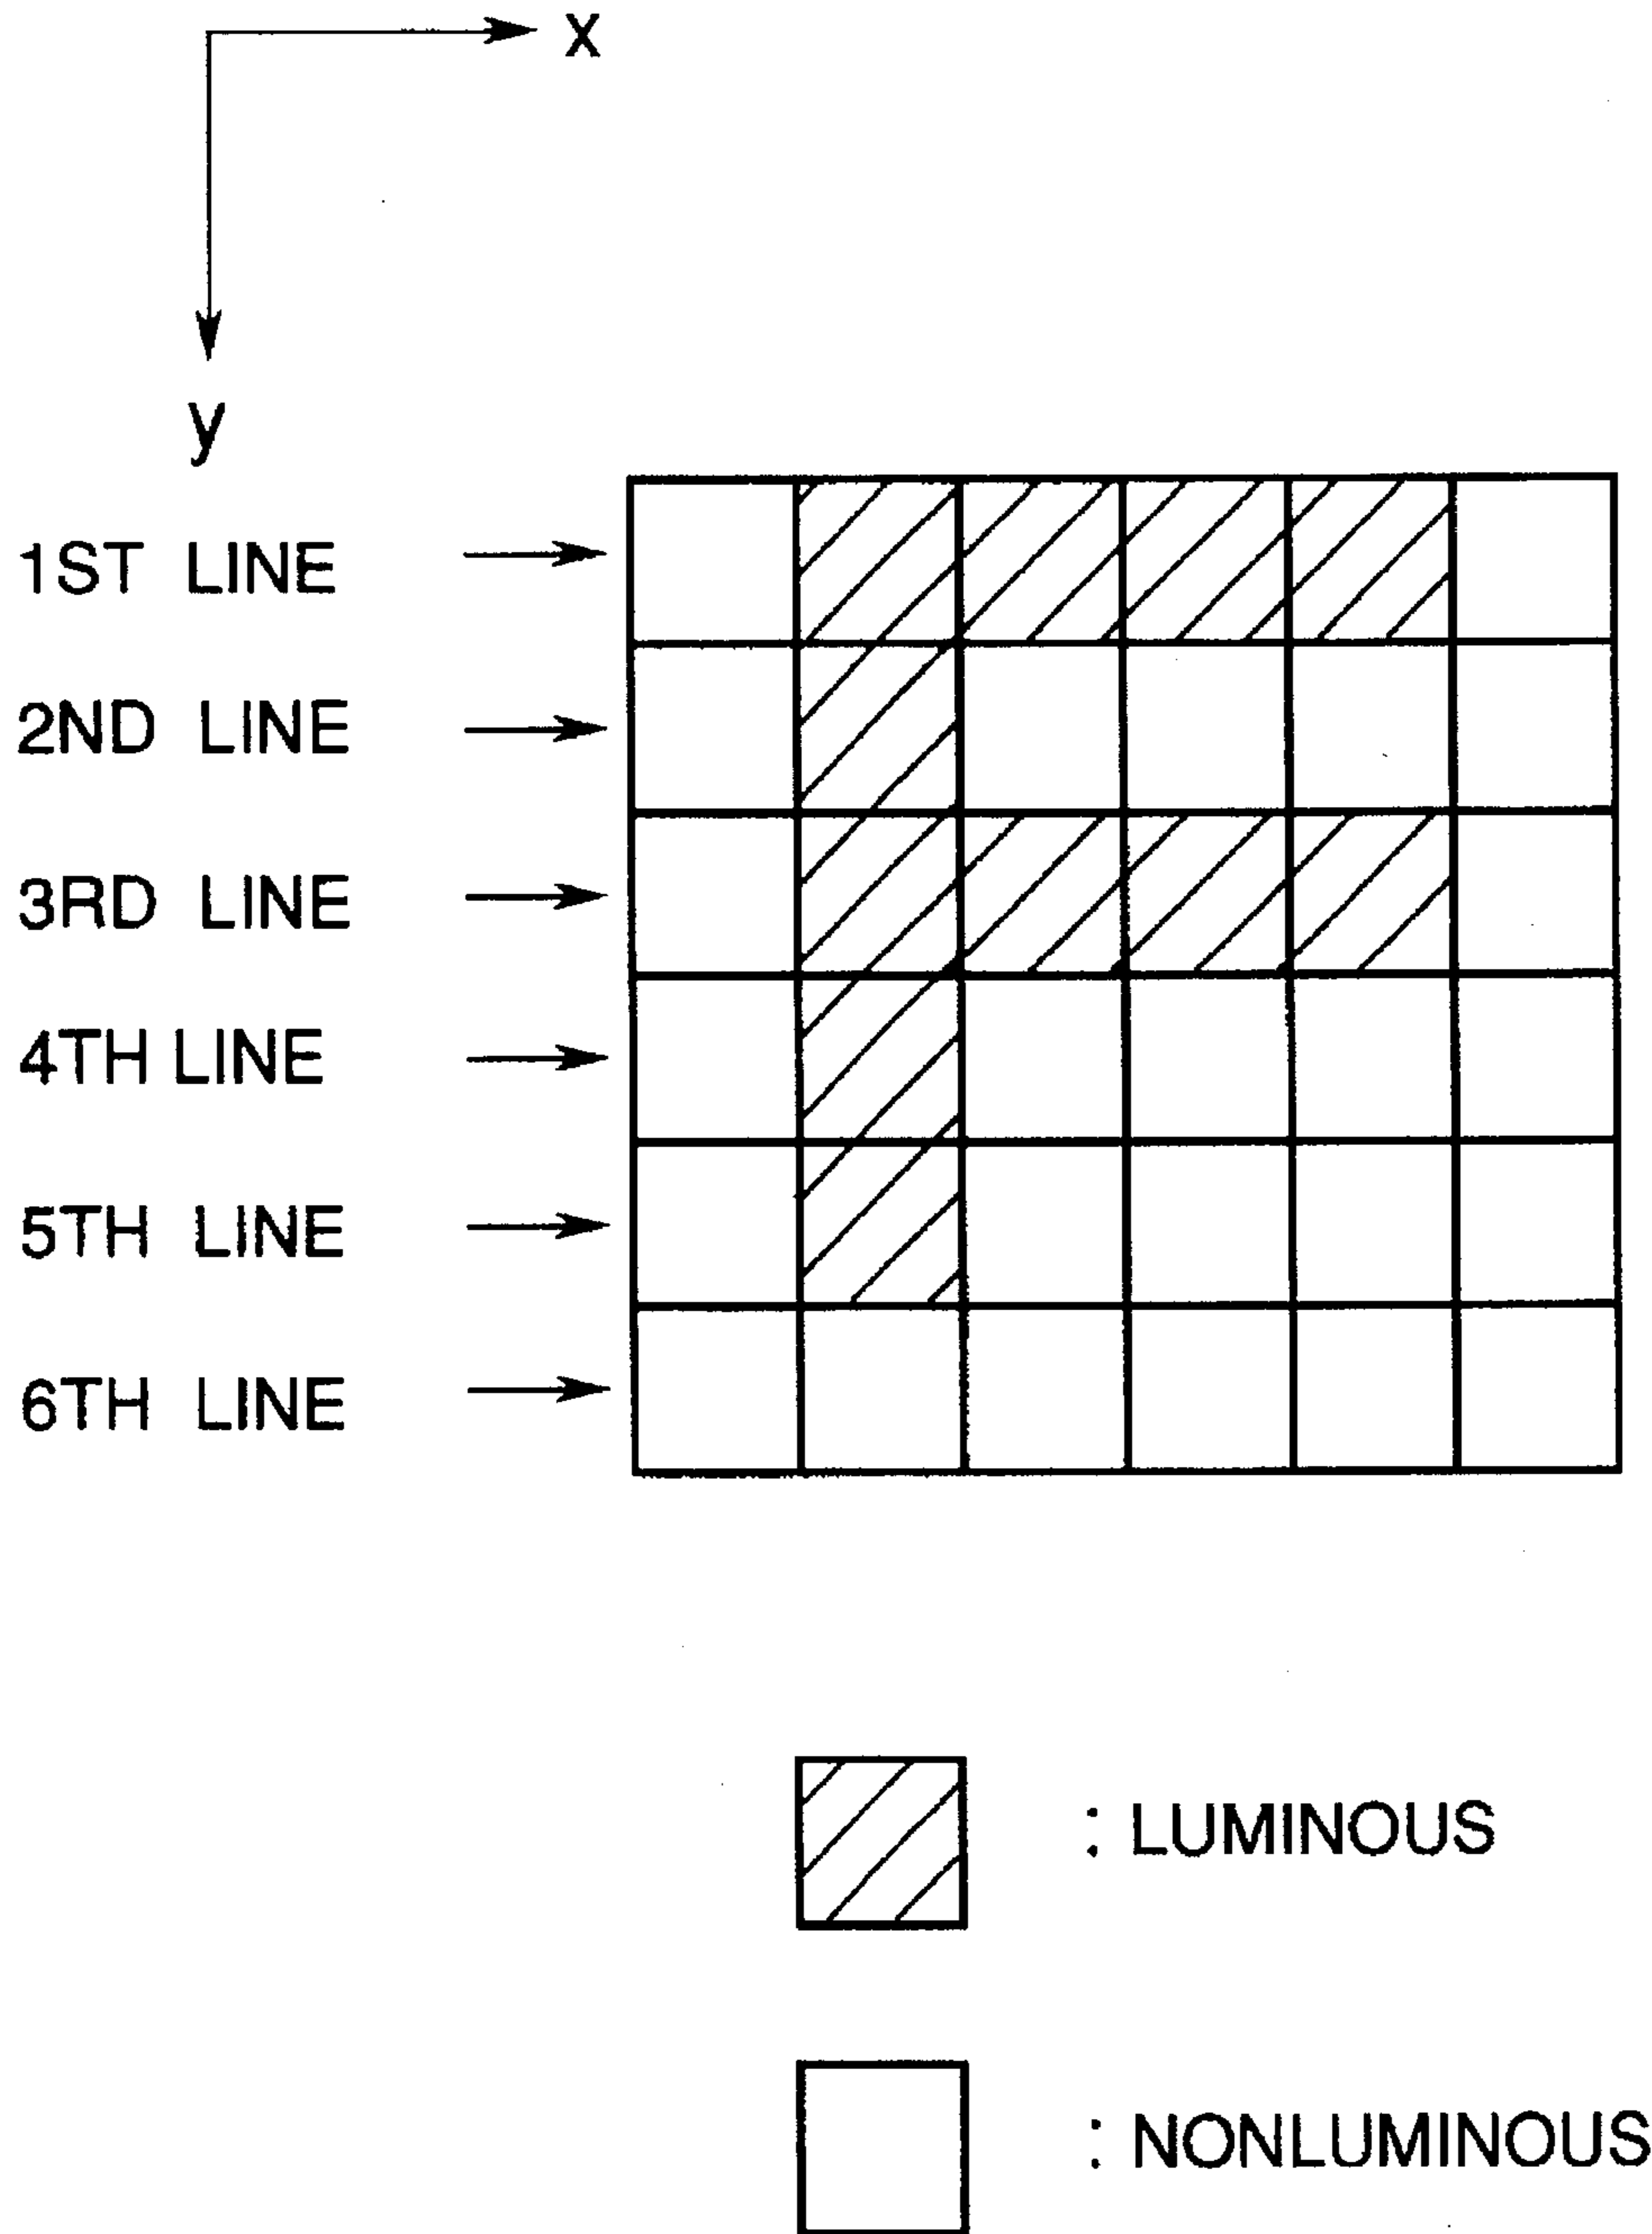 x
y
1ST LINE
2ND LINE
3RD LINE
4TH LINE
5TH LINE
6TH LINE
: LUMINOUS
: NONLUMINOUS